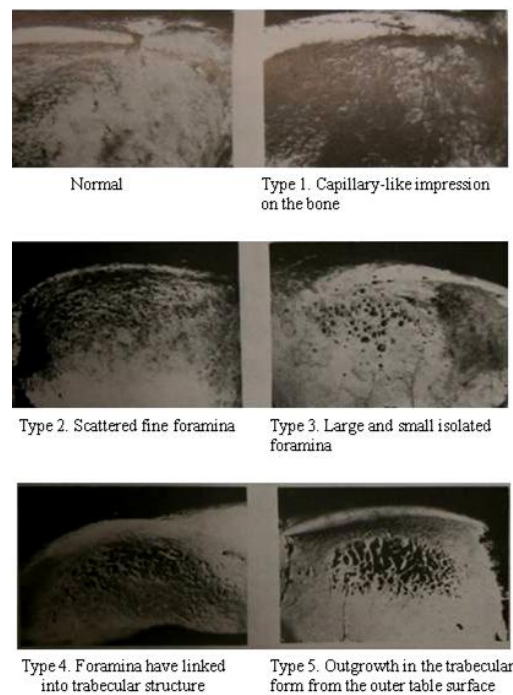 Normal
Type 1. Capillary-like impression
on the bone
Type 2. Scattered fine foramina
Type 3. Large and small isolated
foramina
Type 4. Foramina have linked
into trabecular structure
Type 5. Outgrowth in the trabecular
form from the outer table surface